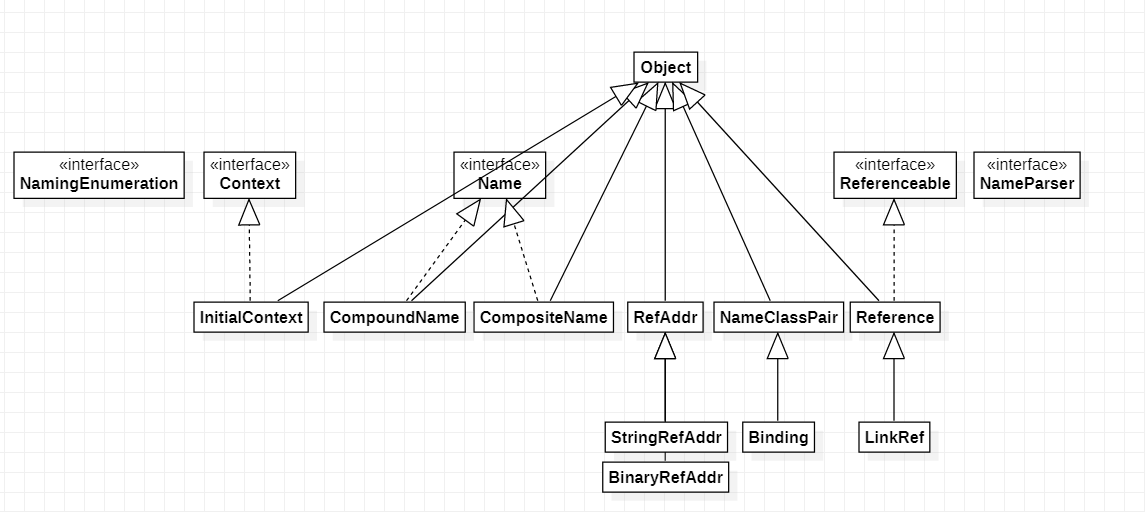 Object
«interface»
NamingEnumeration
«interface»
Context
«interface»
Name
«interface»
Referenceable
«interface»
NameParser
InitialContext
CompoundName
CompositeName
RefAddr
NameClassPair
Reference
StringRefAddr
Binding
LinkRef
BinaryRefAddr